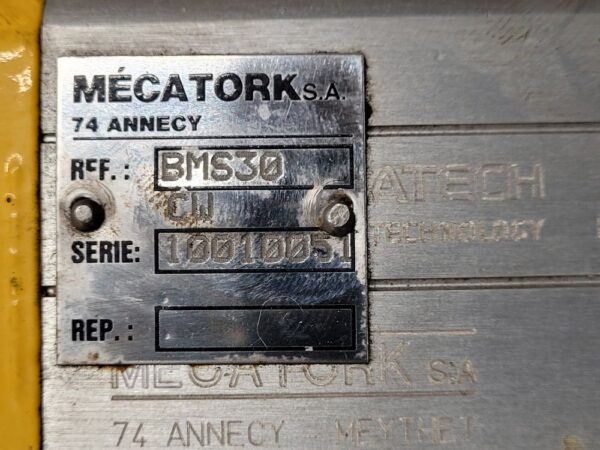 MÉCATORK S.A.
74 ANNECY
REF.: BMS30
CW
SERIE: 10010051
REP.:
ATECH
TECHNOLOGY
MECATORK S.A
74 ANNECY - MEYTHET